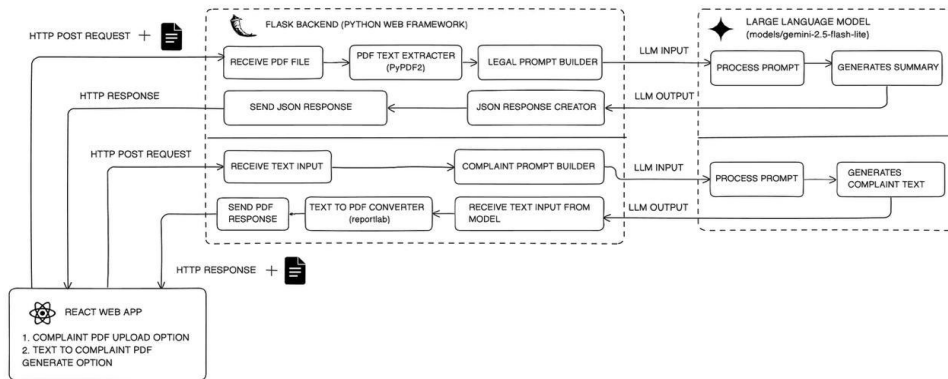 FLASK BACKEND (PYTHON WEB FRAMEWORK)
LARGE LANGUAGE MODEL
(models/gemini-2.5-flash-lite)
HTTP POST REQUEST +
RECEIVE PDF FILE
PDF TEXT EXTRACTER
(PyPDF2)
LEGAL PROMPT BUILDER
LLM INPUT
PROCESS PROMPT
GENERATES SUMMARY
HTTP RESPONSE
SEND JSON RESPONSE
JSON RESPONSE CREATOR
LLM OUTPUT
HTTP POST REQUEST
RECEIVE TEXT INPUT
COMPLAINT PROMPT BUILDER
LLM INPUT
PROCESS PROMPT
GENERATES
COMPLAINT TEXT
SEND PDF
RESPONSE
TEXT TO PDF CONVERTER
(reportlab)
RECEIVE TEXT INPUT FROM
MODEL
LLM OUTPUT
HTTP RESPONSE +
REACT WEB APP
1. COMPLAINT PDF UPLOAD OPTION
2. TEXT TO COMPLAINT PDF
GENERATE OPTION